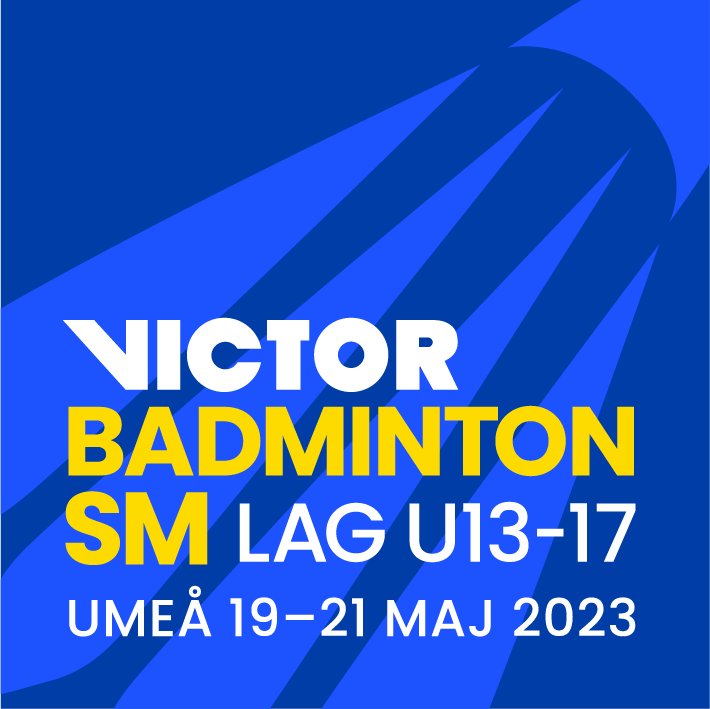 VICTOR
BADMINTON
SM LAG U13-17
UMEÅ 19–21 MAJ 2023